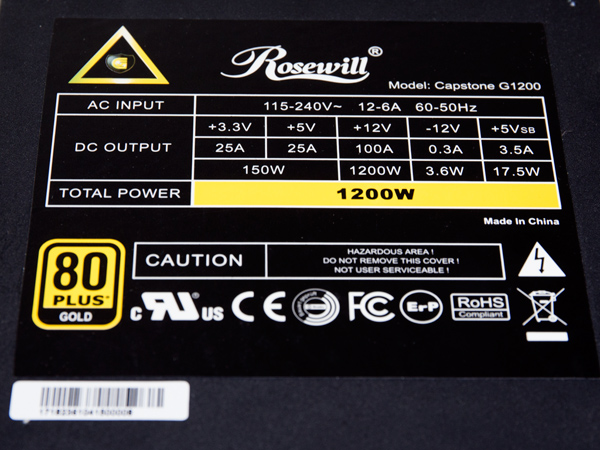 Rosewill®
Model: Capstone G1200
AC INPUT 115-240V~ 12-6A 60-50Hz
DC OUTPUT +3.3V +5V +12V -12V +5VSB
25A 25A 100A 0.3A 3.5A
150W 1200W 3.6W 17.5W
TOTAL POWER 1200W
Made In China
80
PLUS®
GOLD
CAUTION
HAZARDOUS AREA !
DO NOT REMOVE THIS COVER !
NOT USER SERVICEABLE !
c RU US CE FC ErP RoHS
Compliant